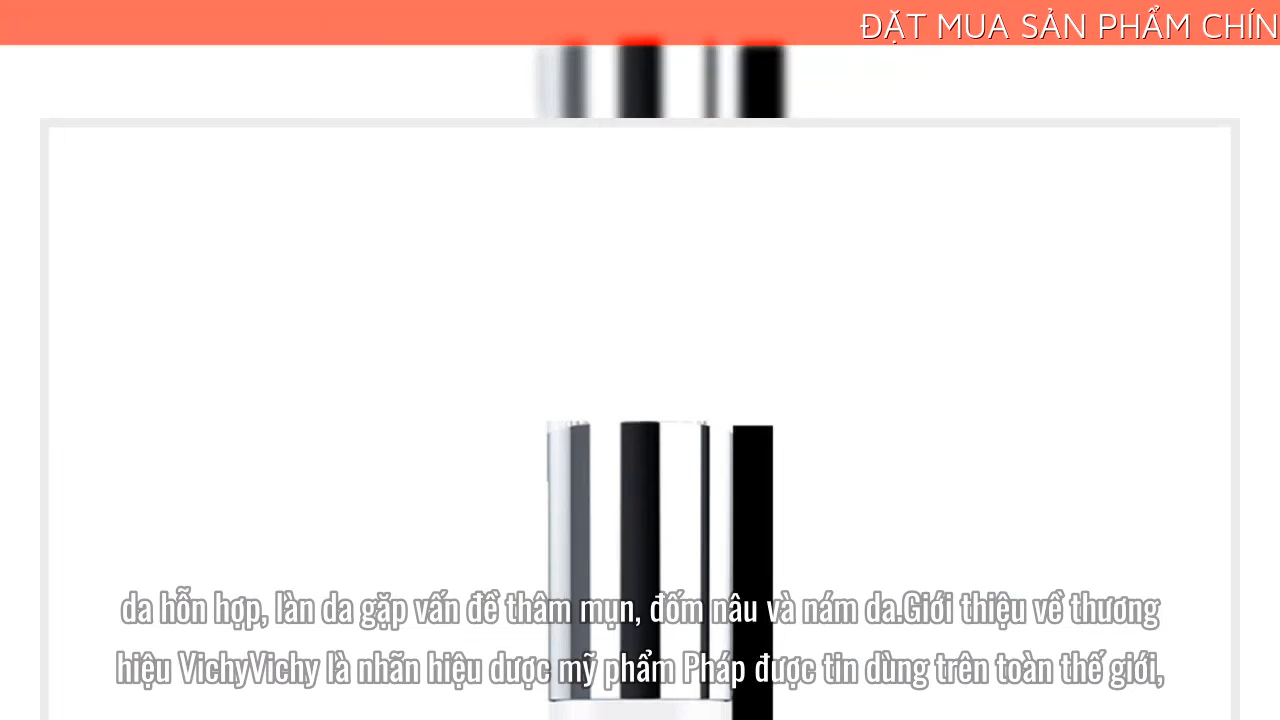 ĐẶT MUA SẢN PHẨM CHÍN
da hỗn hợp, làn da gặp vấn đề thâm mụn, đốm nâu và nám da.Giới thiệu về thương
hiệu VichyVichy là nhãn hiệu dược mỹ phẩm Pháp được tin dùng trên toàn thế giới,